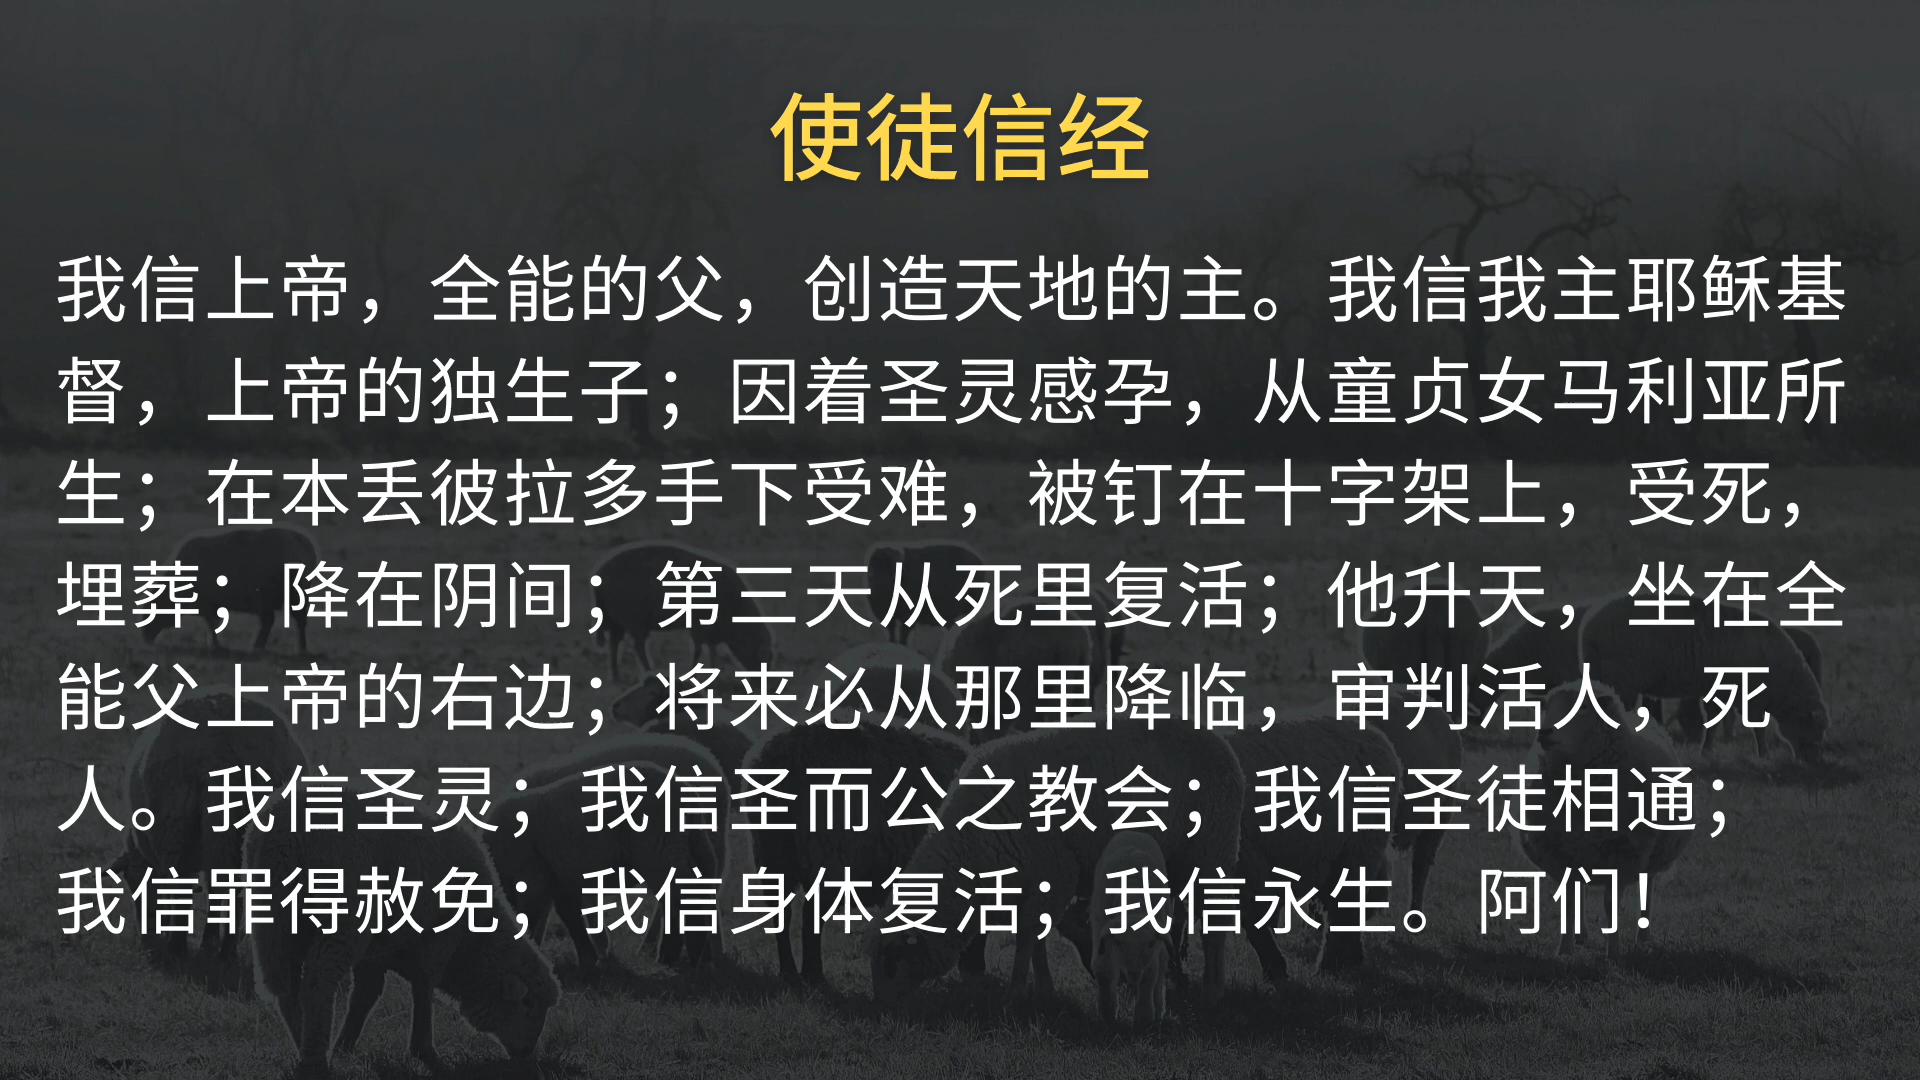 使徒信经
我信上帝，全能的父，创造天地的主。我信我主耶稣基
督，上帝的独生子；因着圣灵感孕，从童贞女马利亚所
生；在本丢彼拉多手下受难，被钉在十字架上，受死，
埋葬；降在阴间；第三天从死里复活；他升天，坐在全
能父上帝的右边；将来必从那里降临，审判活人，死
人。我信圣灵；我信圣而公之教会；我信圣徒相通；
我信罪得赦免；我信身体复活；我信永生。阿们！